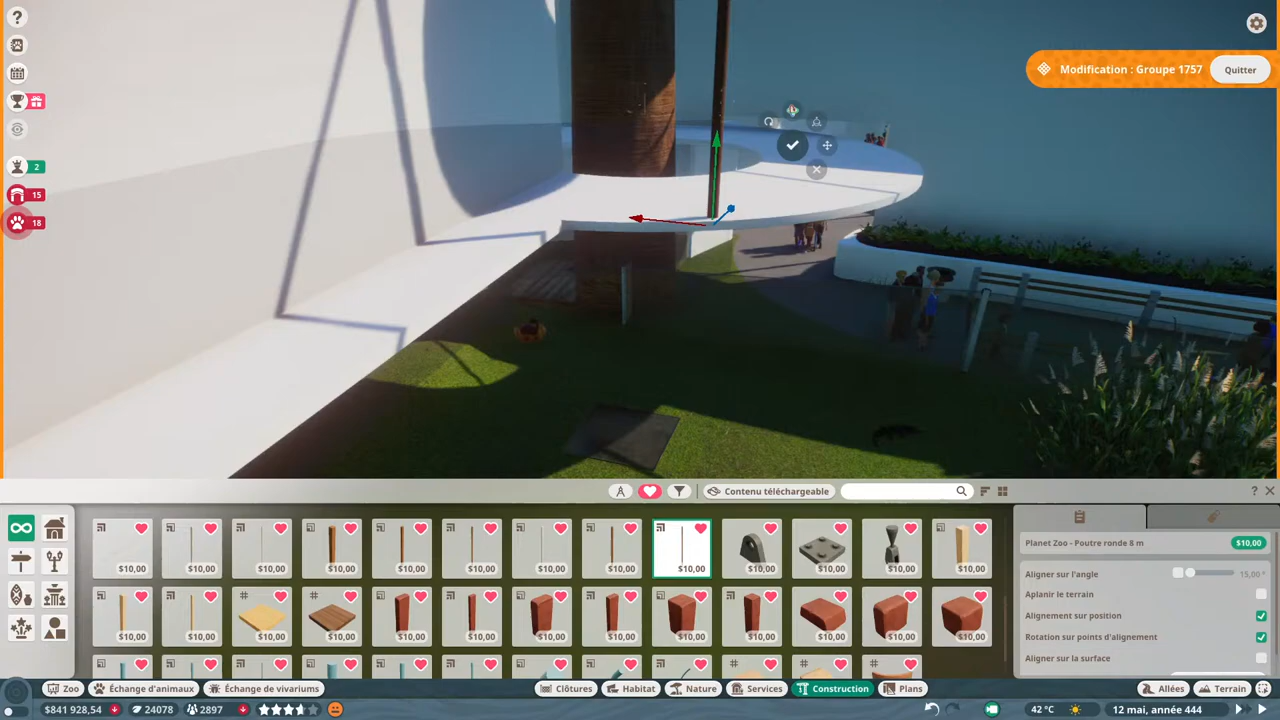 ?
Modification : Groupe 1757
Quitter
2
15
18
Contenu téléchargeable
?
$10,00 $10,00 $10,00 $10,00 $10,00 $10,00 $10,00 $10,00 $10,00 $10,00 $10,00 $10,00 $10,00
$10,00 $10,00 $10,00 $10,00 $10,00 $10,00 $10,00 $10,00 $10,00 $10,00 $10,00 $10,00 $10,00
Planet Zoo - Poutre ronde 8 m
$10,00
Aligner sur l'angle
15,00°
Aplanir le terrain
Alignement sur position
Rotation sur points d'alignement
Aligner sur la surface
Zoo
Échange d'animaux
Échange de vivariums
Clôtures
Habitat
Nature
Services
Construction
Plans
Allées
Terrain
$841 928,54
24078
2897
42 °C
12 mai, année 444